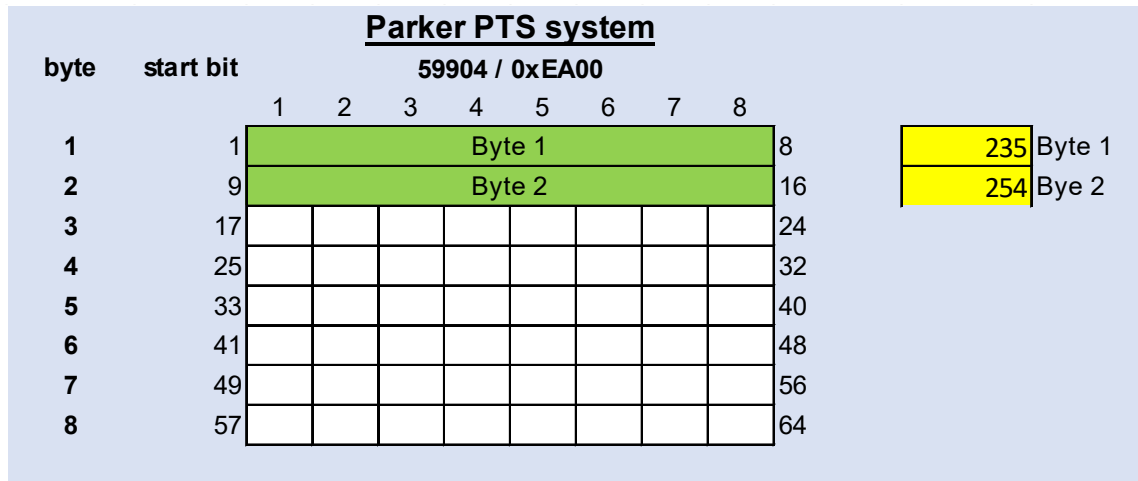 Parker PTS system
byte start bit 59904 / 0xEA00
1 2 3 4 5 6 7 8
1 1 Byte 1 8 235 Byte 1
2 9 Byte 2 16 254 Bye 2
3 17 24
4 25 32
5 33 40
6 41 48
7 49 56
8 57 64